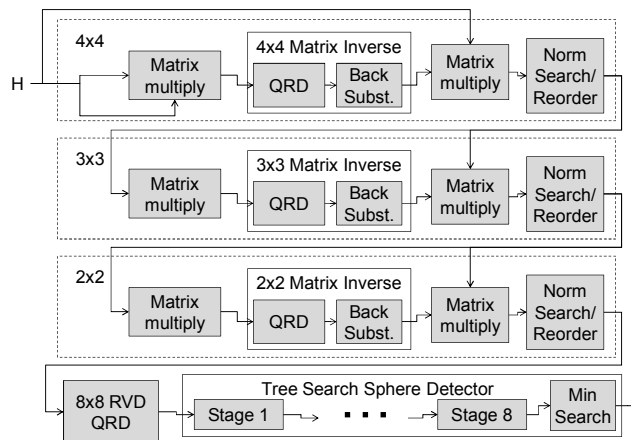 H
4x4
Matrix
multiply
4x4 Matrix Inverse
QRD
Back
Subst.
Matrix
multiply
Norm
Search/
Reorder
3x3
Matrix
multiply
3x3 Matrix Inverse
QRD
Back
Subst.
Matrix
multiply
Norm
Search/
Reorder
2x2
Matrix
multiply
2x2 Matrix Inverse
QRD
Back
Subst.
Matrix
multiply
Norm
Search/
Reorder
8x8 RVD
QRD
Tree Search Sphere Detector
Stage 1
Stage 8
Min
Search